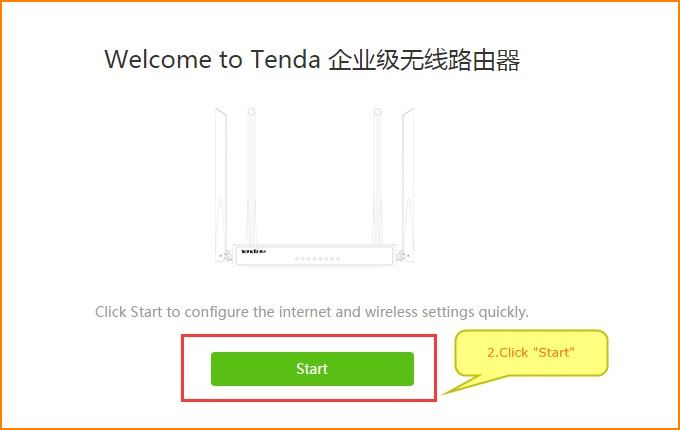 Welcome to Tenda 企业级无线路由器
Tenda
Click Start to configure the internet and wireless settings quickly.
Start
2.Click "Start"